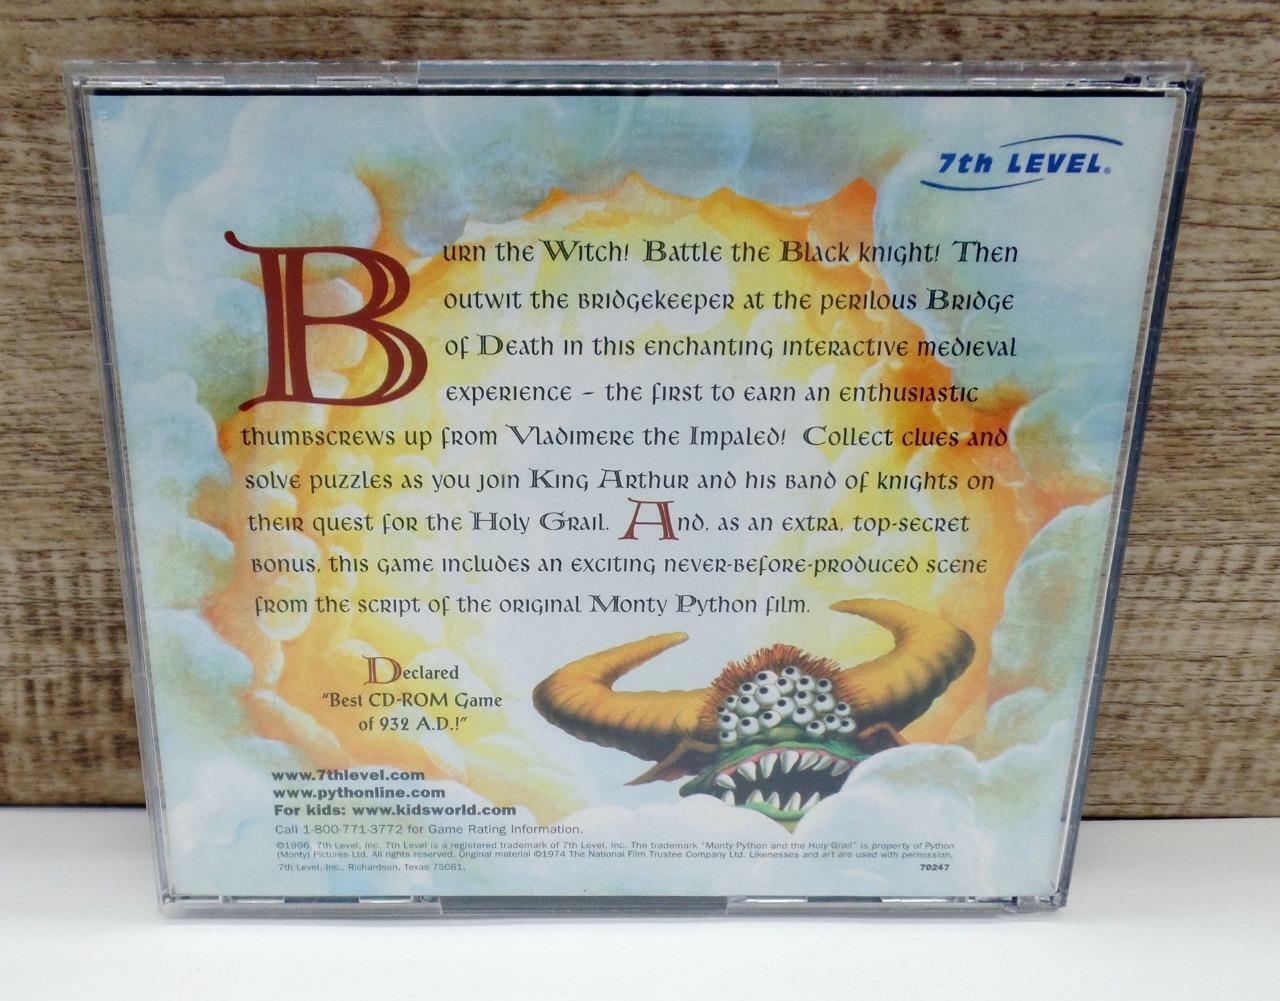 7th LEVEL®
Burn the Witch! Battle the Black knight! Then
outwit the bridgekeeper at the perilous Bridge
of Death in this enchanting interactive medieval
experience – the first to earn an enthusiastic
thumbscrews up from Vladimere the Impaled! Collect clues and
solve puzzles as you join King Arthur and his band of knights on
their quest for the Holy Grail. And, as an extra, top-secret
bonus, this game includes an exciting never-before-produced scene
from the script of the original Monty Python film.
Declared
"Best CD-ROM Game
of 932 A.D.!"
www.7thlevel.com
www.pythonline.com
For kids: www.kidsworld.com
Call 1-800-771-3772 for Game Rating Information.
©1996, 7th Level, Inc. 7th Level is a registered trademark of 7th Level, Inc. The trademark "Monty Python and the Holy Grail" is property of Python
(Monty) Pictures Ltd. All rights reserved. Original material ©1974 The National Film Trustee Company Ltd. Likenesses and art are used with permission.
7th Level, Inc., Richardson, Texas 75081.
70247